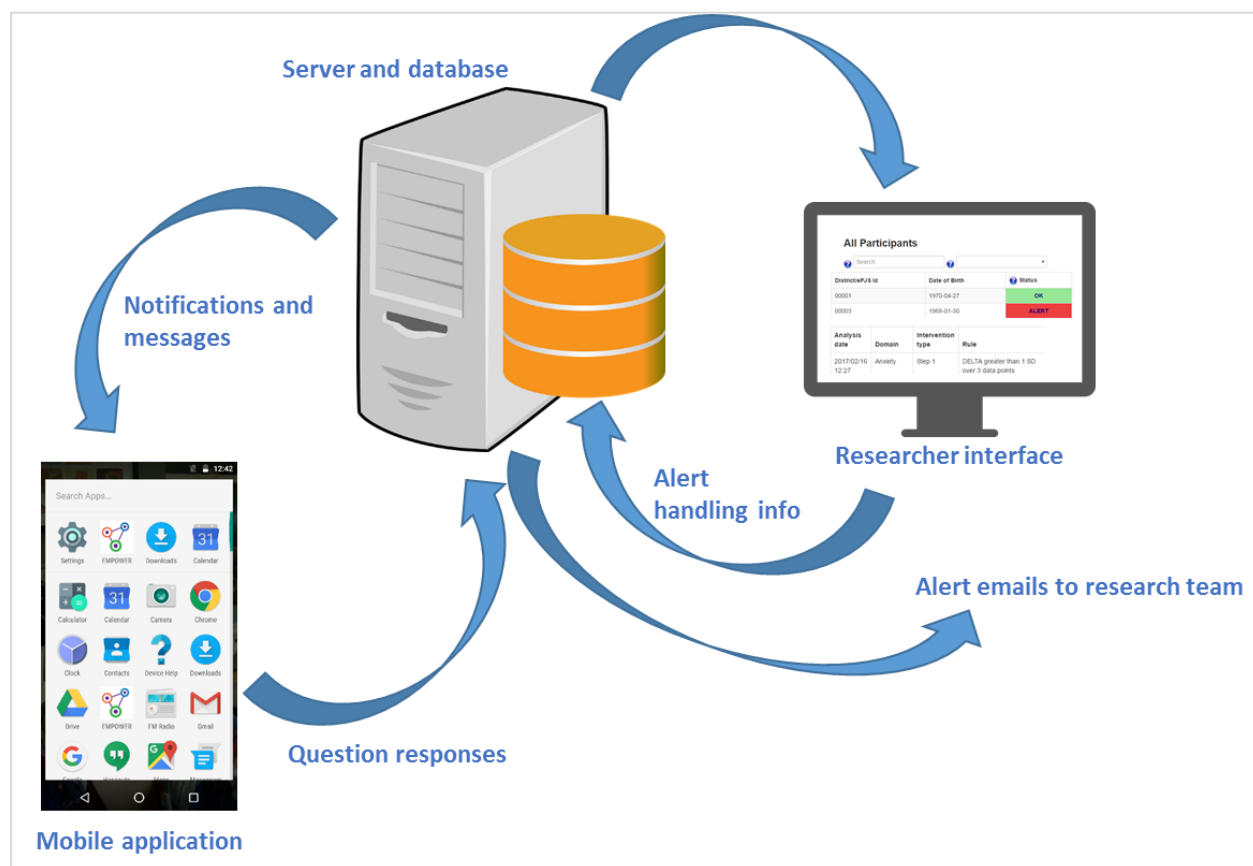 Server and database
Notifications and
messages
All Participants
Search
District/ePJS id Date of Birth Status
00001 1970-04-27 OK
00003 1968-01-30 ALERT
Analysis
date Domain Intervention
type Rule
2017/02/16
12:27 Anxiety Step 1 DELTA greater than 1 SD
over 3 data points
Researcher interface
Alert
handling info
Alert emails to research team
12:42
Search Apps...
31
Settings EMPOWER Downloads Calendar
31
Calculator Calendar Camera Chrome
Clock Contacts Device Help Downloads
Drive EMPOWER FM Radio Gmail
Question responses
Mobile application